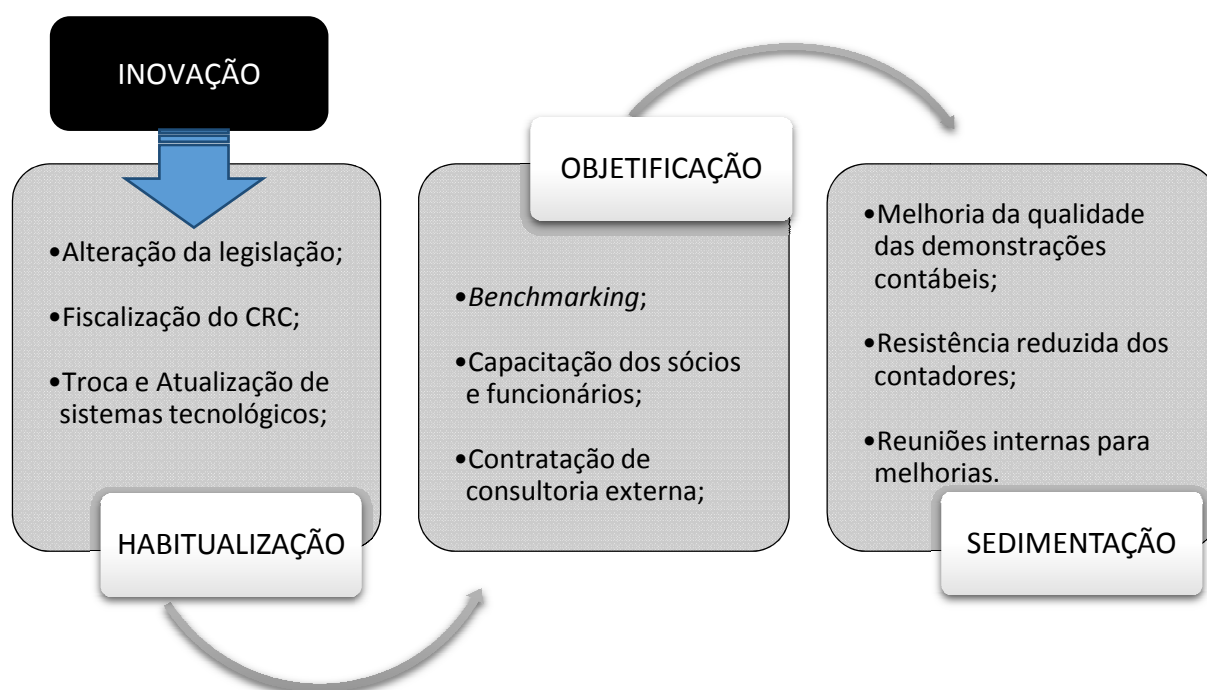 INOVAÇÃO
•Alteração da legislação;
•Fiscalização do CRC;
•Troca e Atualização de
sistemas tecnológicos;
HABITUALIZAÇÃO
OBJETIFICAÇÃO
•Benchmarking;
•Capacitação dos sócios
e funcionários;
•Contratação de
consultoria externa;
•Melhoria da qualidade
das demonstrações
contábeis;
•Resistência reduzida dos
contadores;
•Reuniões internas para
melhorias.
SEDIMENTAÇÃO